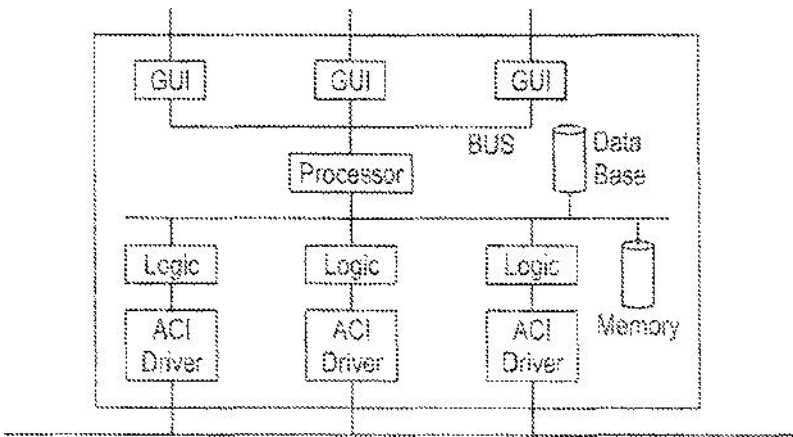 GUI GUI GUI
BUS
Data
Base
Processor
Logic Logic Logic
ACI
Driver
ACI
Driver
ACI
Driver
Memory